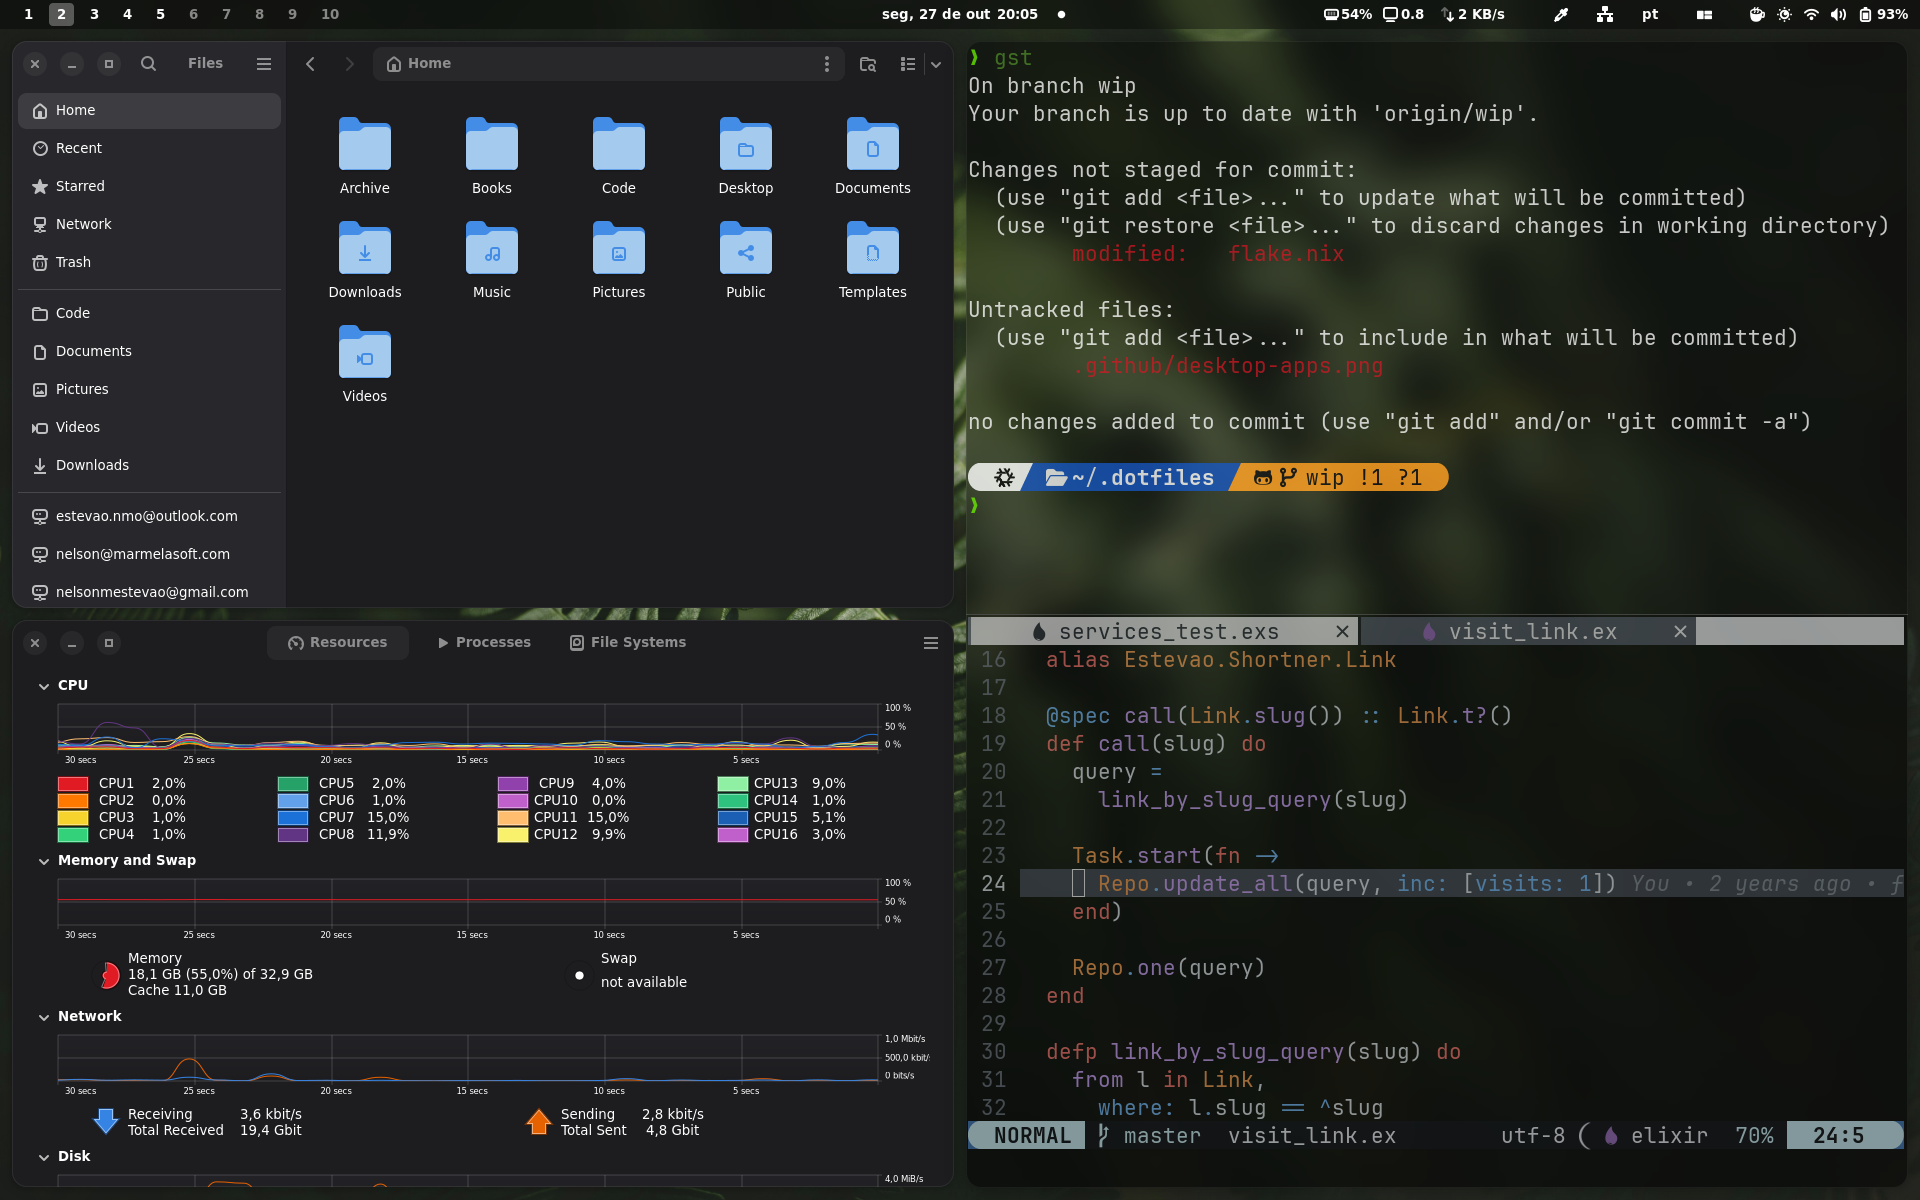 1 2 3 4 5 6 7 8 9 10
seg, 27 de out 20:05
54% 0.8 2 KB/s pt 93%
Files
Home
Recent
Starred
Network
Trash
Code
Documents
Pictures
Videos
Downloads
estevao.nmo@outlook.com
nelson@marmelasoft.com
nelsonmestevao@gmail.com
Home
Archive Books Code Desktop Documents
Downloads Music Pictures Public Templates
Videos
❱ gst
On branch wip
Your branch is up to date with 'origin/wip'.
Changes not staged for commit:
(use "git add <file>..." to update what will be committed)
(use "git restore <file>..." to discard changes in working directory)
modified: flake.nix
Untracked files:
(use "git add <file>..." to include in what will be committed)
.github/desktop-apps.png
no changes added to commit (use "git add" and/or "git commit -a")
~/.dotfiles wip !1 ?1
❱
Resources Processes File Systems
CPU
100 %
50 %
0 %
30 secs 25 secs 20 secs 15 secs 10 secs 5 secs
CPU1 2,0% CPU5 2,0% CPU9 4,0% CPU13 9,0%
CPU2 0,0% CPU6 1,0% CPU10 0,0% CPU14 1,0%
CPU3 1,0% CPU7 15,0% CPU11 15,0% CPU15 5,1%
CPU4 1,0% CPU8 11,9% CPU12 9,9% CPU16 3,0%
Memory and Swap
100 %
50 %
0 %
30 secs 25 secs 20 secs 15 secs 10 secs 5 secs
Memory
18,1 GB (55,0%) of 32,9 GB
Cache 11,0 GB
Swap
not available
Network
1,0 Mbit/s
500,0 kbit/
0 bits/s
30 secs 25 secs 20 secs 15 secs 10 secs 5 secs
Receiving 3,6 kbit/s
Total Received 19,4 Gbit
Sending 2,8 kbit/s
Total Sent 4,8 Gbit
Disk
4,0 MiB/s
services_test.exs ✕ visit_link.ex ✕
16 alias Estevao.Shortner.Link
17
18 @spec call(Link.slug()) :: Link.t?()
19 def call(slug) do
20 query =
21 link_by_slug_query(slug)
22
23 Task.start(fn ->
24 Repo.update_all(query, inc: [visits: 1]) You • 2 years ago • f
25 end)
26
27 Repo.one(query)
28 end
29
30 defp link_by_slug_query(slug) do
31 from l in Link,
32 where: l.slug == ^slug
NORMAL master visit_link.ex utf-8 elixir 70% 24:5